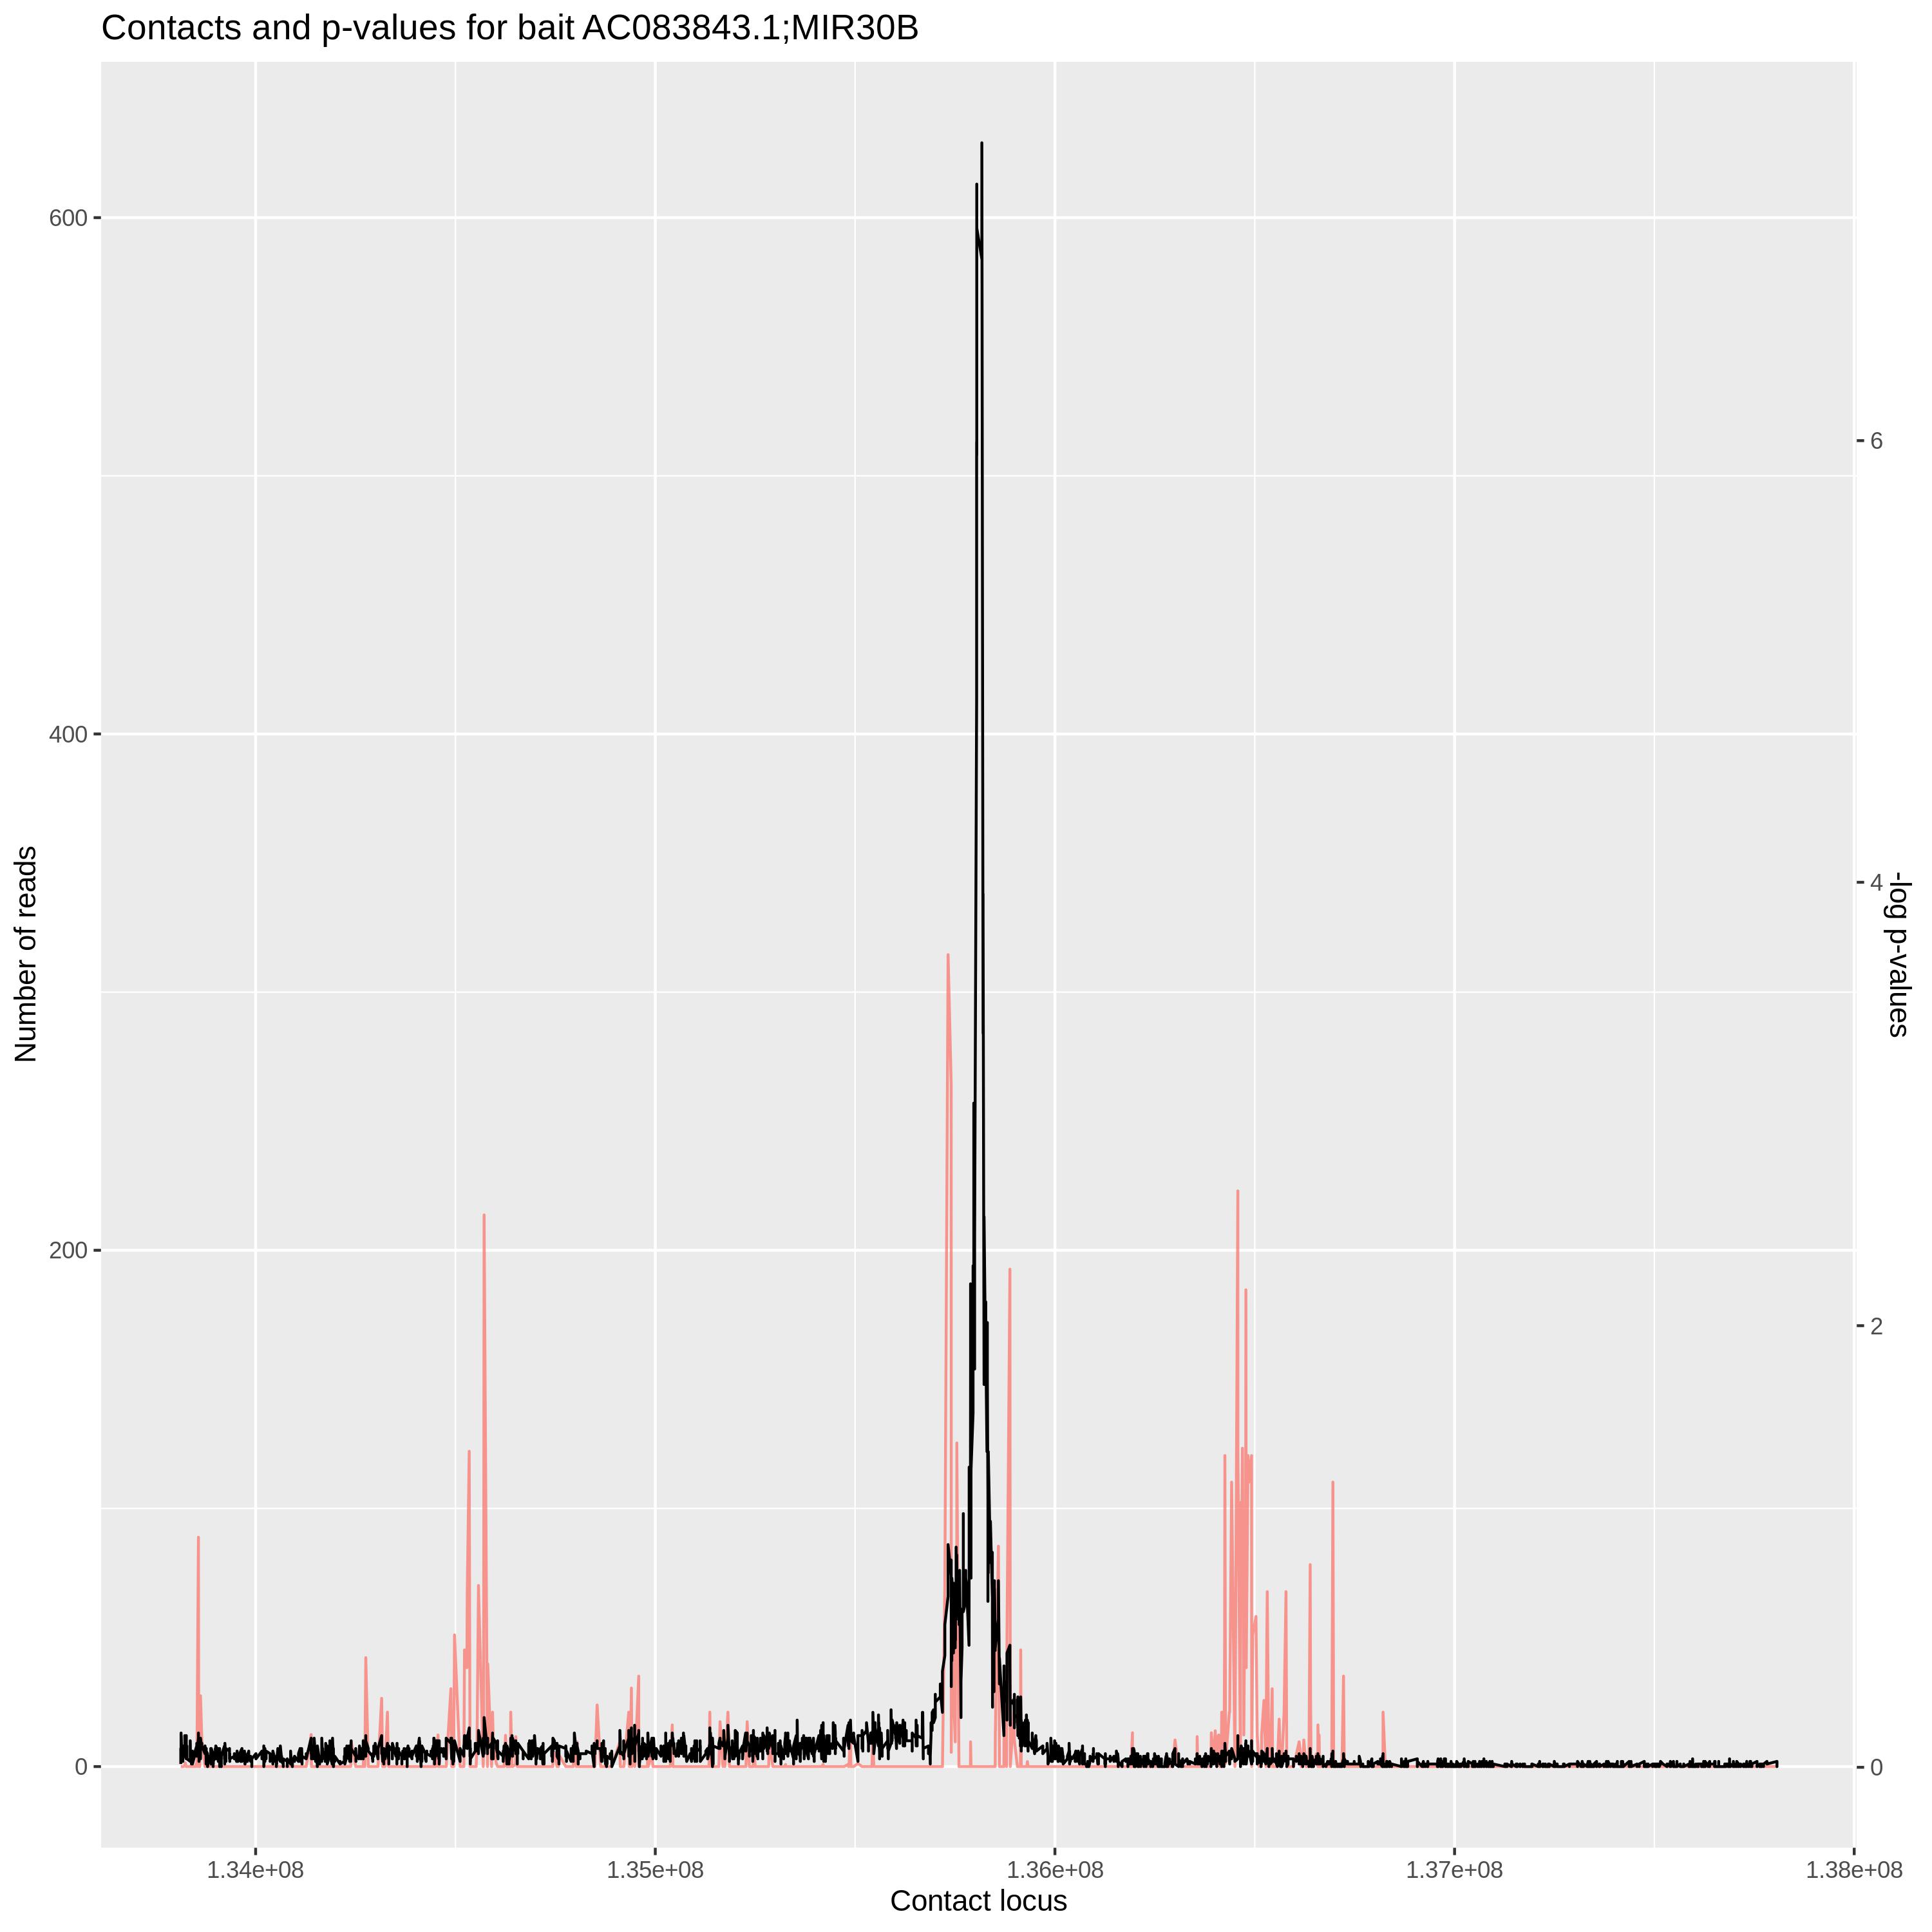 Contacts and p-values for bait AC083843.1;MIR30B
600
400
200
0
Number of reads
6
4
2
0
-log p-values
1.34e+08
1.35e+08
1.36e+08
1.37e+08
1.38e+08
Contact locus